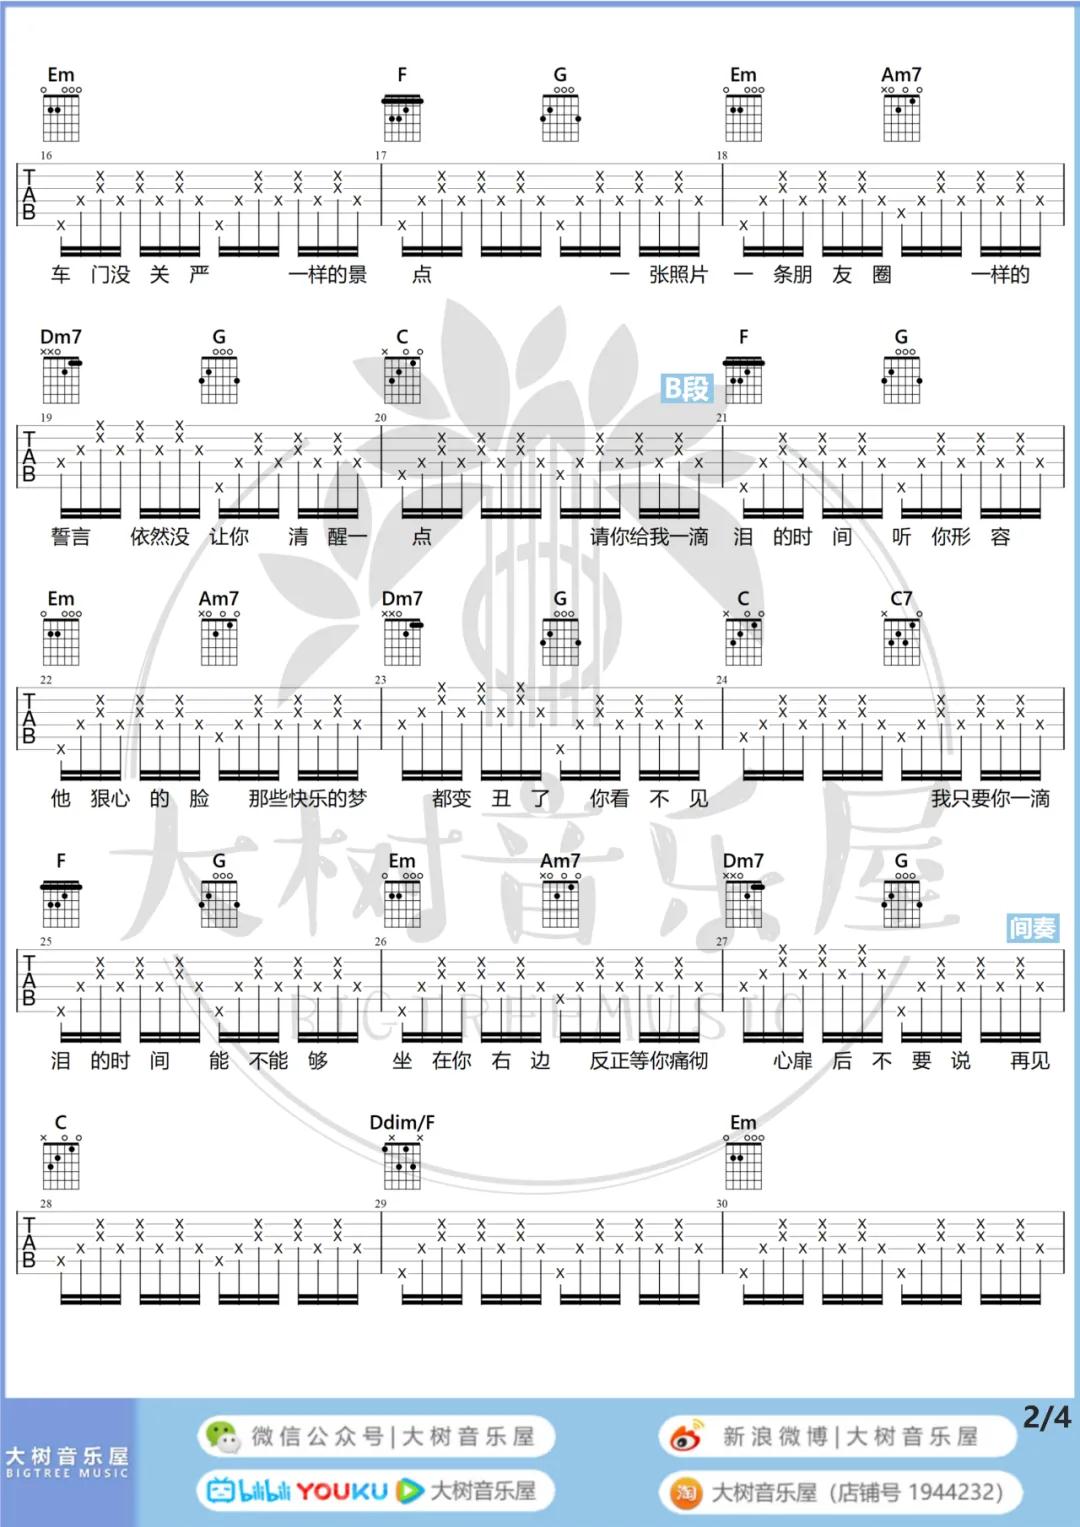 Em F G Em Am7
16 17 18
TAB
车 门没 关 严 一样的景 点 一 张照片 一 条朋 友 圈 一样的
Dm7 G C F G
B段
19 20 21
TAB
誓言 依然没 让你 清 醒一 点 请你给我一滴 泪 的时 间 听 你形 容
Em Am7 Dm7 G C C7
22 23 24
TAB
他 狠心 的 脸 那些快乐的梦 都变 丑 了 你看 不 见 我只要你一滴
大树音乐屋
F G Em Am7 Dm7 G
间奏
25 26 27
TAB
BIGTREEMUSIC
泪 的时 间 能 不能 够 坐 在你 右 边 反正等你痛彻 心扉 后 不 要 说 再见
C Ddim/F Em
28 29 30
TAB
2/4
大树音乐屋
BIGTREE MUSIC
微信公众号|大树音乐屋
新浪微博|大树音乐屋
bilibili YOUKU 大树音乐屋
淘 大树音乐屋（店铺号 1944232）